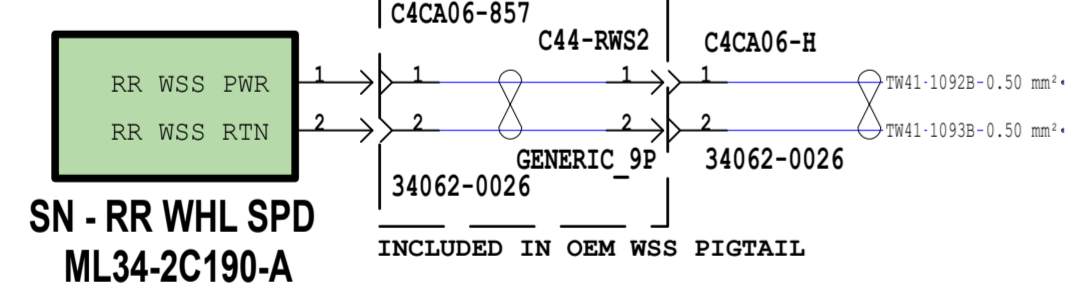 C4CA06-857
C44-RWS2 C4CA06-H
RR WSS PWR 1 1 1 1 TW41-1092B-0.50 mm²
RR WSS RTN 2 2 2 2 TW41-1093B-0.50 mm²
GENERIC_9P 34062-0026
34062-0026
SN - RR WHL SPD
ML34-2C190-A
INCLUDED IN OEM WSS PIGTAIL